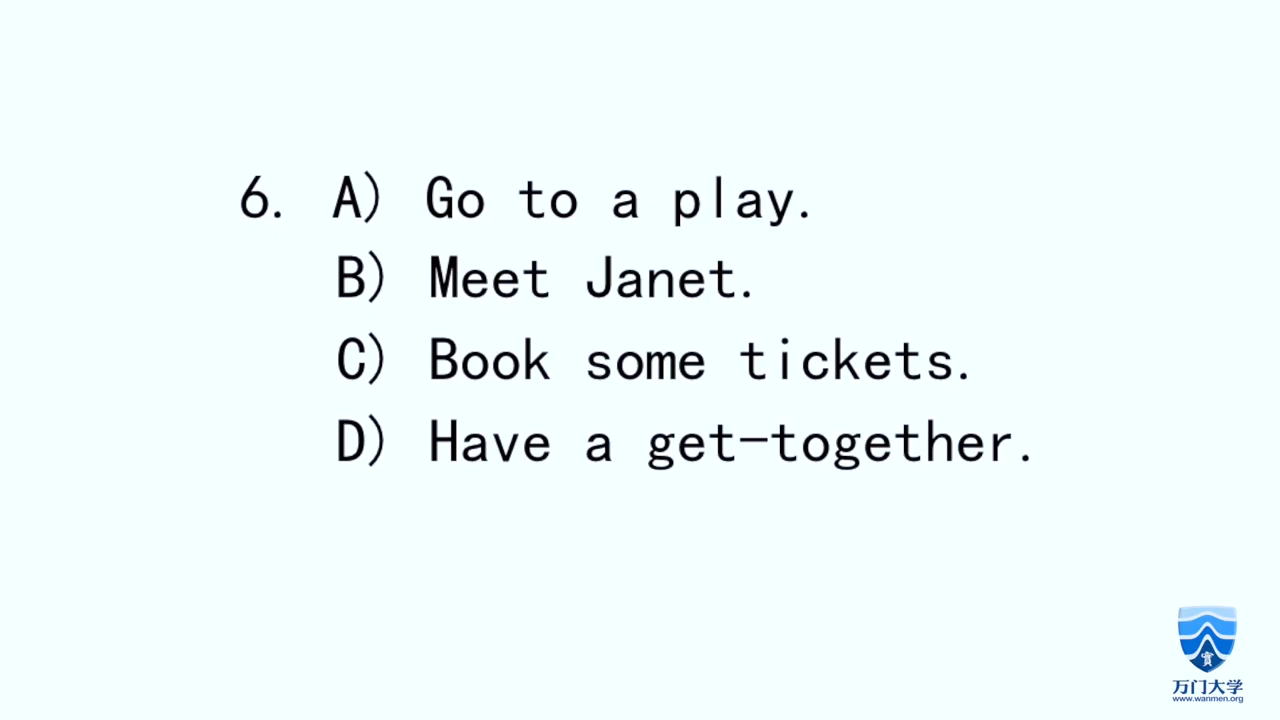 6. A) Go to a play.
B) Meet Janet.
C) Book some tickets.
D) Have a get-together.
万门大学
www.wanmen.org